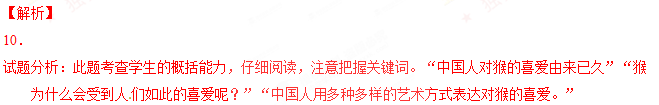 【解析】
10．
试题分析：此题考查学生的概括能力，仔细阅读，注意把握关键词。“中国人对猴的喜爱由来已久”“猴
为什么会受到人们如此的喜爱呢？”“中国人用多种多样的艺术方式表达对猴的喜爱。”